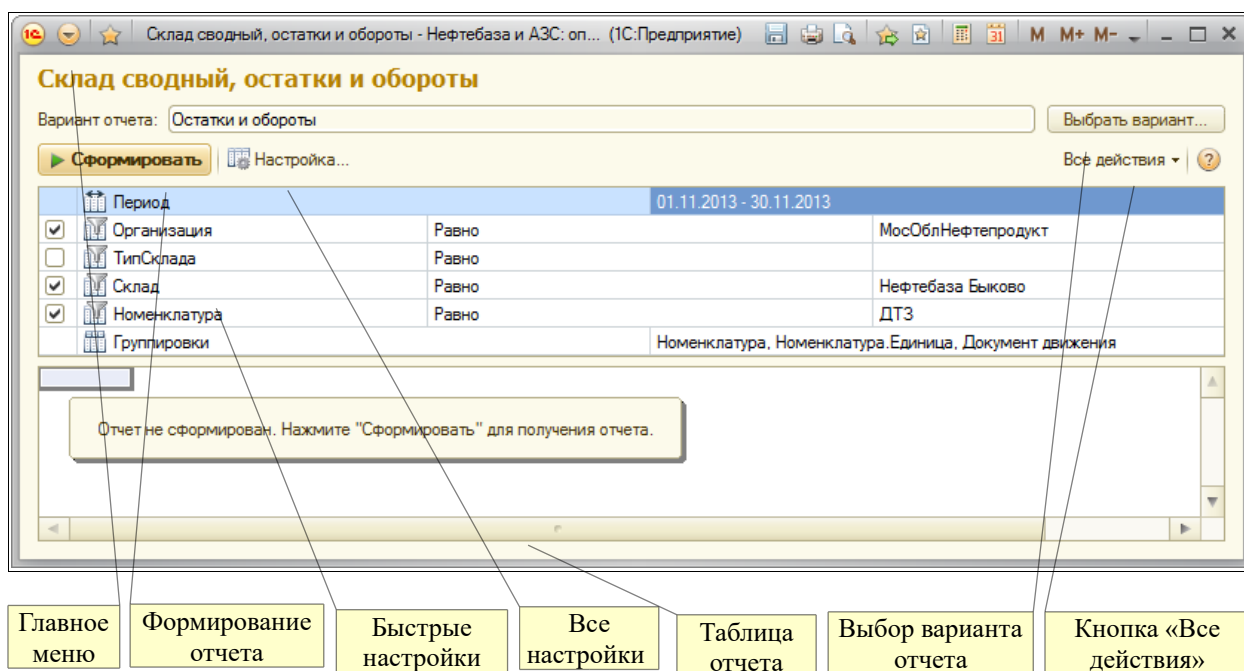 Склад сводный, остатки и обороты - Нефтебаза и АЗС: оп... (1С:Предприятие) 31 M M+ M-
Склад сводный, остатки и обороты
Вариант отчета: Остатки и обороты Выбрать вариант...
Сформировать Настройка... Все действия ?
Период 01.11.2013 - 30.11.2013
Организация Равно МосОблНефтепродукт
ТипСклада Равно
Склад Равно Нефтебаза Быково
Номенклатура Равно ДТЗ
Группировки Номенклатура, Номенклатура.Единица, Документ движения
Отчет не сформирован. Нажмите "Сформировать" для получения отчета.
Главное
меню
Формирование
отчета
Быстрые
настройки
Все
настройки
Таблица
отчета
Выбор варианта
отчета
Кнопка «Все
действия»